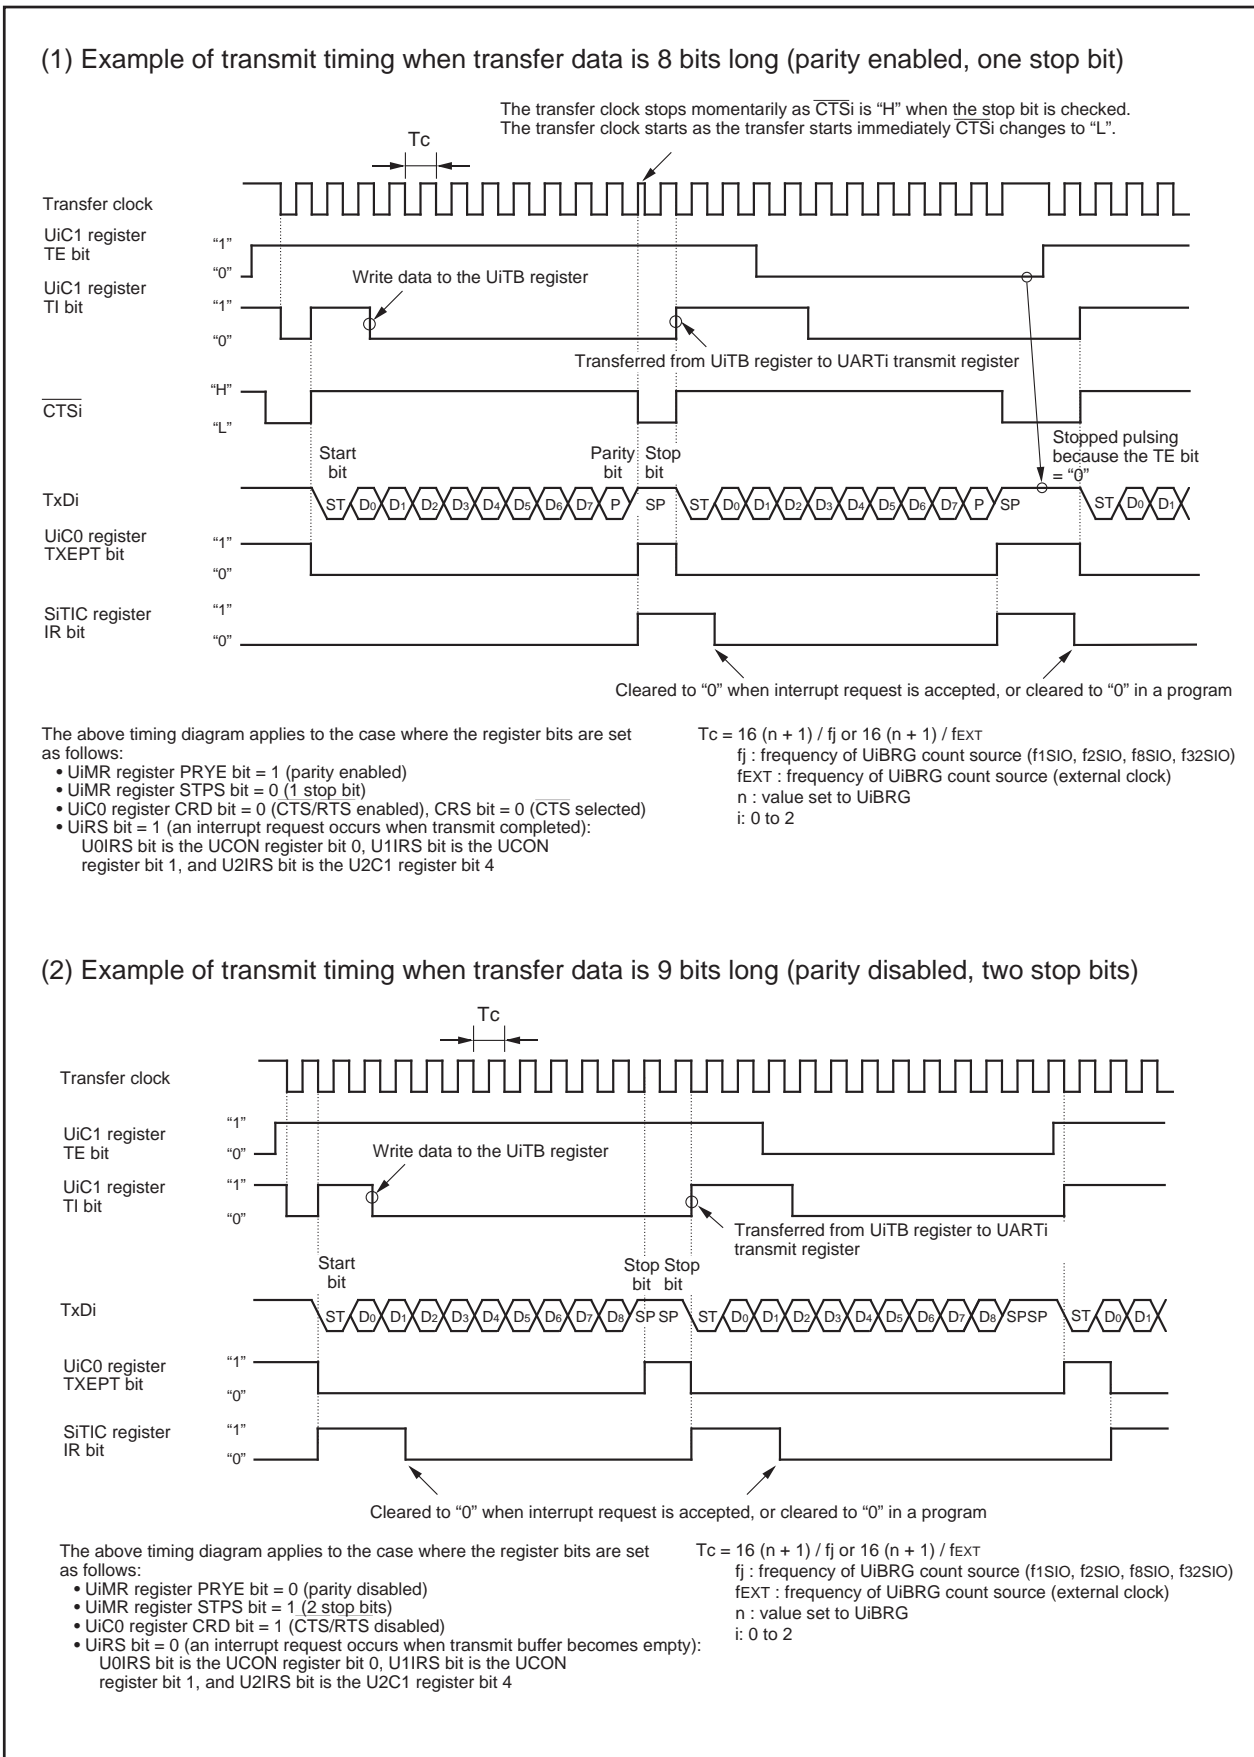 (1) Example of transmit timing when transfer data is 8 bits long (parity enabled, one stop bit)
The transfer clock stops momentarily as CTSi is “H” when the stop bit is checked.
The transfer clock starts as the transfer starts immediately CTSi changes to “L”.
Tc
Transfer clock
UiC1 register
TE bit
“1”
“0”
Write data to the UiTB register
UiC1 register
TI bit
“1”
“0”
Transferred from UiTB register to UARTi transmit register
CTSi
“H”
“L”
Start
bit
Parity
bit
Stop
bit
Stopped pulsing
because the TE bit
= “0”
TxDi
ST D0 D1 D2 D3 D4 D5 D6 D7 P SP ST D0 D1 D2 D3 D4 D5 D6 D7 P SP ST D0 D1
UiC0 register
TXEPT bit
“1”
“0”
SiTIC register
IR bit
“1”
“0”
Cleared to “0” when interrupt request is accepted, or cleared to “0” in a program
The above timing diagram applies to the case where the register bits are set
as follows:
• UiMR register PRYE bit = 1 (parity enabled)
• UiMR register STPS bit = 0 (1 stop bit)
• UiC0 register CRD bit = 0 (CTS/RTS enabled), CRS bit = 0 (CTS selected)
• UiRS bit = 1 (an interrupt request occurs when transmit completed):
U0IRS bit is the UCON register bit 0, U1IRS bit is the UCON
register bit 1, and U2IRS bit is the U2C1 register bit 4
Tc = 16 (n + 1) / fj or 16 (n + 1) / fEXT
fj : frequency of UiBRG count source (f1SIO, f2SIO, f8SIO, f32SIO)
fEXT : frequency of UiBRG count source (external clock)
n : value set to UiBRG
i: 0 to 2
(2) Example of transmit timing when transfer data is 9 bits long (parity disabled, two stop bits)
Tc
Transfer clock
UiC1 register
TE bit
“1”
“0”
Write data to the UiTB register
UiC1 register
TI bit
“1”
“0”
Transferred from UiTB register to UARTi
transmit register
Start
bit
Stop
bit
Stop
bit
TxDi
ST D0 D1 D2 D3 D4 D5 D6 D7 D8 SP SP ST D0 D1 D2 D3 D4 D5 D6 D7 D8 SPSP ST D0 D1
UiC0 register
TXEPT bit
“1”
“0”
SiTIC register
IR bit
“1”
“0”
Cleared to “0” when interrupt request is accepted, or cleared to “0” in a program
The above timing diagram applies to the case where the register bits are set
as follows:
• UiMR register PRYE bit = 0 (parity disabled)
• UiMR register STPS bit = 1 (2 stop bits)
• UiC0 register CRD bit = 1 (CTS/RTS disabled)
• UiRS bit = 0 (an interrupt request occurs when transmit buffer becomes empty):
U0IRS bit is the UCON register bit 0, U1IRS bit is the UCON
register bit 1, and U2IRS bit is the U2C1 register bit 4
Tc = 16 (n + 1) / fj or 16 (n + 1) / fEXT
fj : frequency of UiBRG count source (f1SIO, f2SIO, f8SIO, f32SIO)
fEXT : frequency of UiBRG count source (external clock)
n : value set to UiBRG
i: 0 to 2